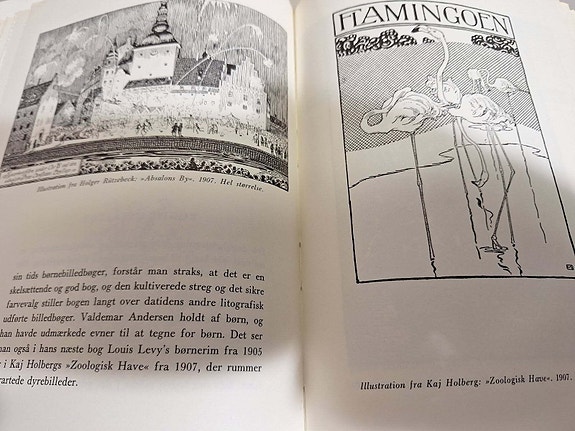 Illustration fra Holger Rützebeck: »Absalons By«. 1907. Hel størrelse.
sin tids børnebilledbøger, forstår man straks, at det er en
skelsættende og god bog, og den kultiverede streg og det sikre
farvevalg stiller bogen langt over datidens andre litografisk
udførte billedbøger. Valdemar Andersen holdt af børn, og
han havde udmærkede evner til at tegne for børn. Det ser
man også i hans næste bog Louis Levy's børnerim fra 1905
i Kaj Holbergs »Zoologisk Have« fra 1907, der rummer
artede dyrebilleder.
FLAMINGOEN
Illustration fra Kaj Holberg: »Zoologisk Have«. 1907.